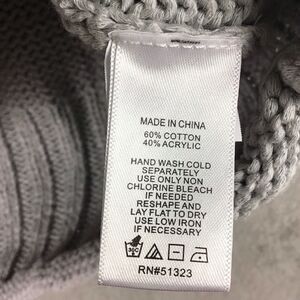 MADE IN CHINA
60% COTTON
40% ACRYLIC
HAND WASH COLD
SEPARATELY
USE ONLY NON
CHLORINE BLEACH
IF NEEDED
RESHAPE AND
LAY FLAT TO DRY
USE LOW IRON
IF NECESSARY
30C
RN#51323